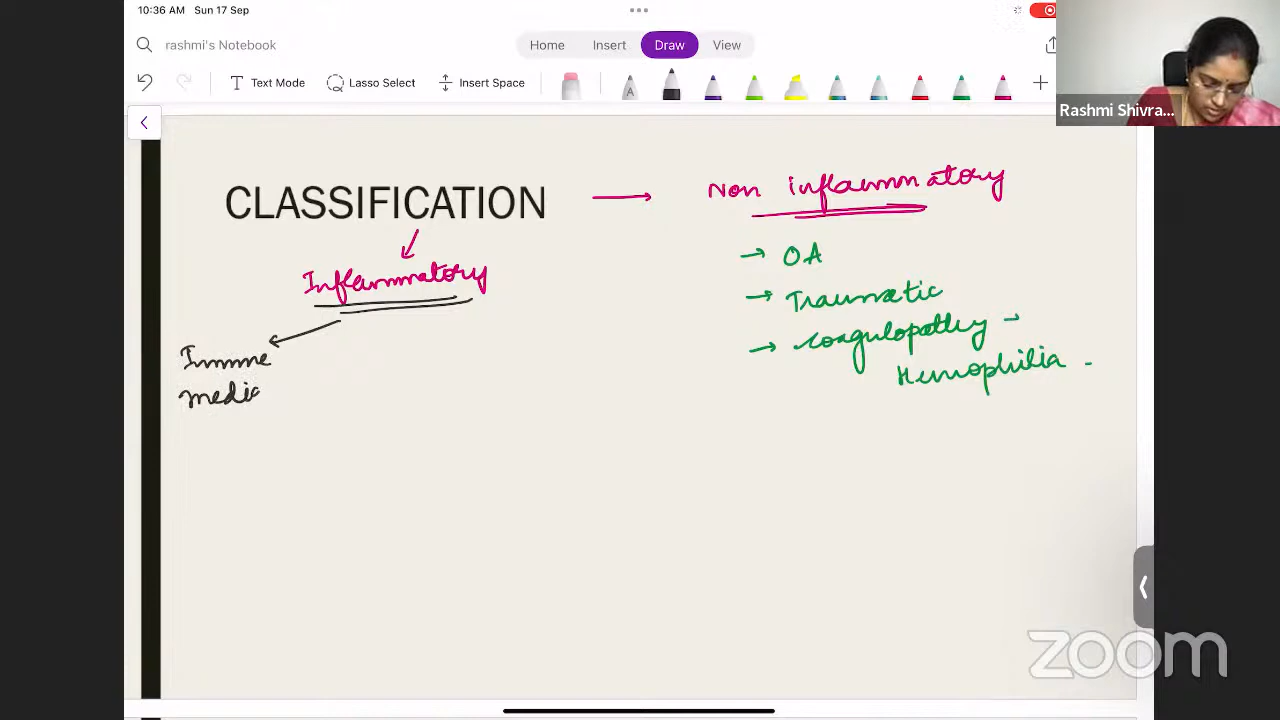 10:36 AM Sun 17 Sep
rashmi's Notebook
Home Insert Draw View
Text Mode Lasso Select Insert Space
A
Rashmi Shivra...
CLASSIFICATION → Non inflammatory
Inflammatory
→ OA
→ Traumatic
→ Coagulopathy -
Hemophilia -
Immune
medic
zoom